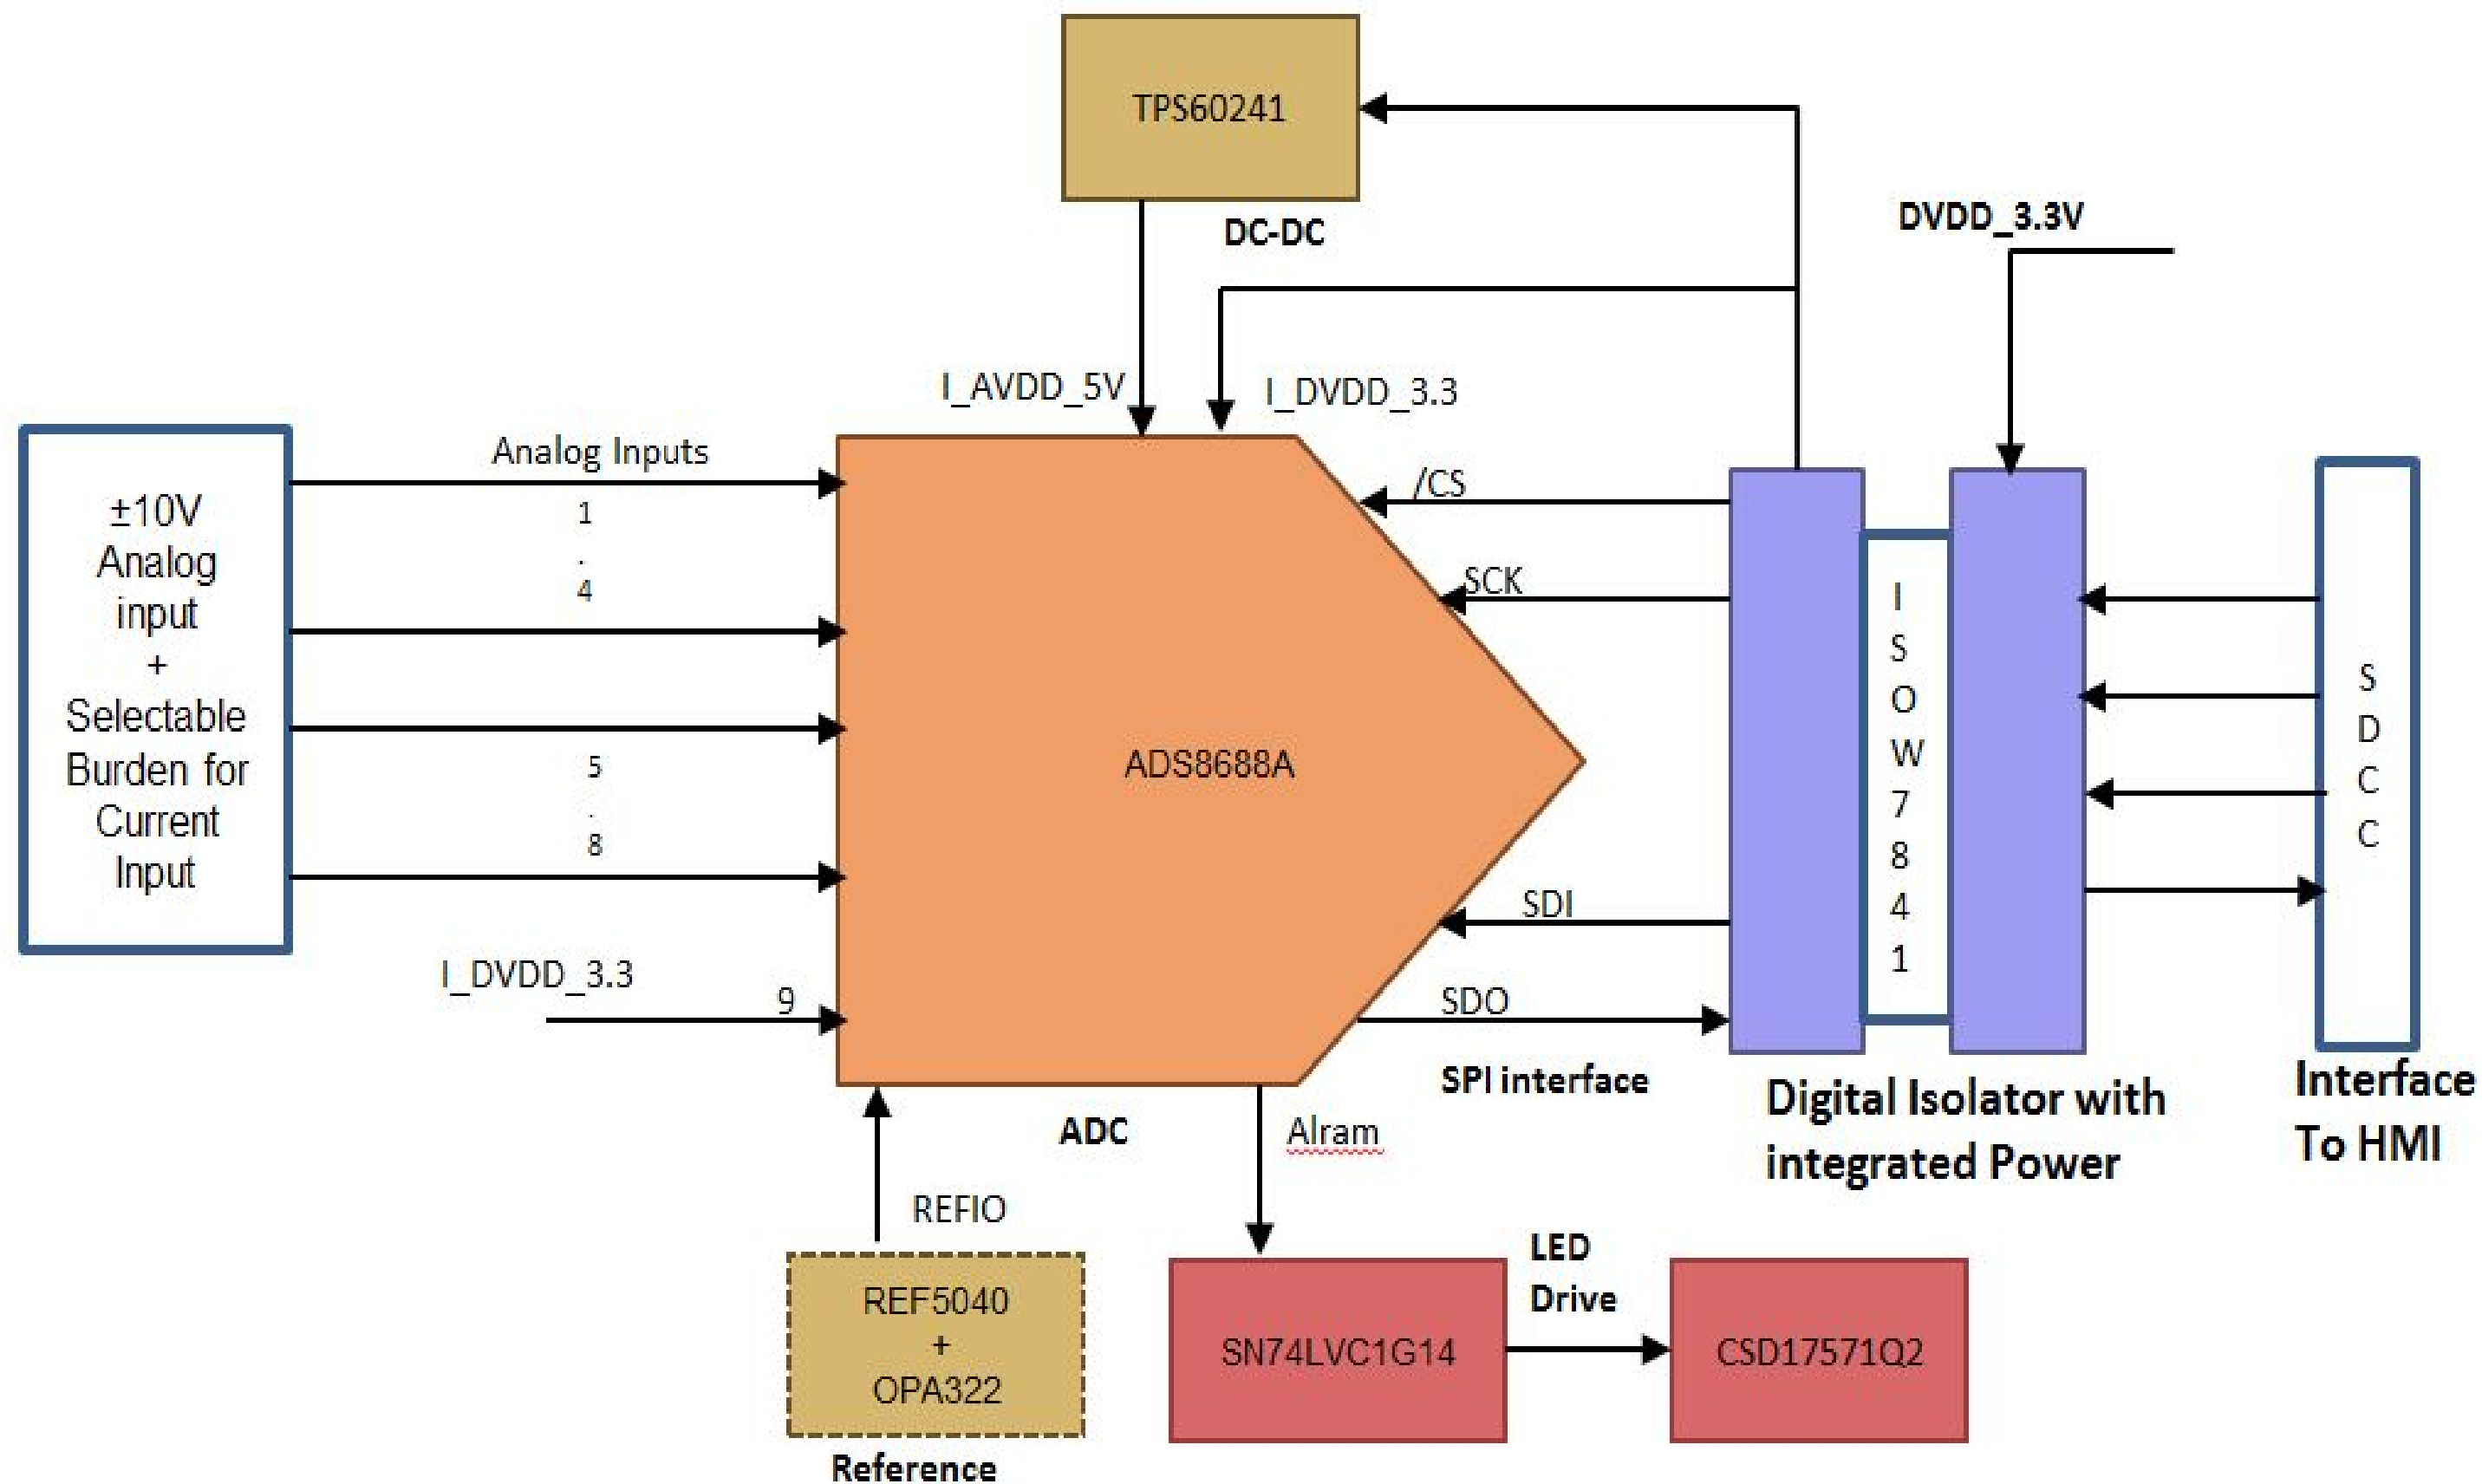 TPS60241
DC-DC
DVDD_3.3V
I_AVDD_5V
I_DVDD_3.3
±10V
Analog
input
+
Selectable
Burden for
Current
Input
Analog Inputs
1
.
4
5
.
8
I_DVDD_3.3
9
ADS8688A
/CS
SCK
SDI
SDO
SPI interface
I
S
O
W
7
8
4
1
S
D
C
C
Digital Isolator with
integrated Power
Interface
To HMI
ADC
Alram
REFIO
REF5040
+
OPA322
Reference
SN74LVC1G14
LED
Drive
CSD17571Q2